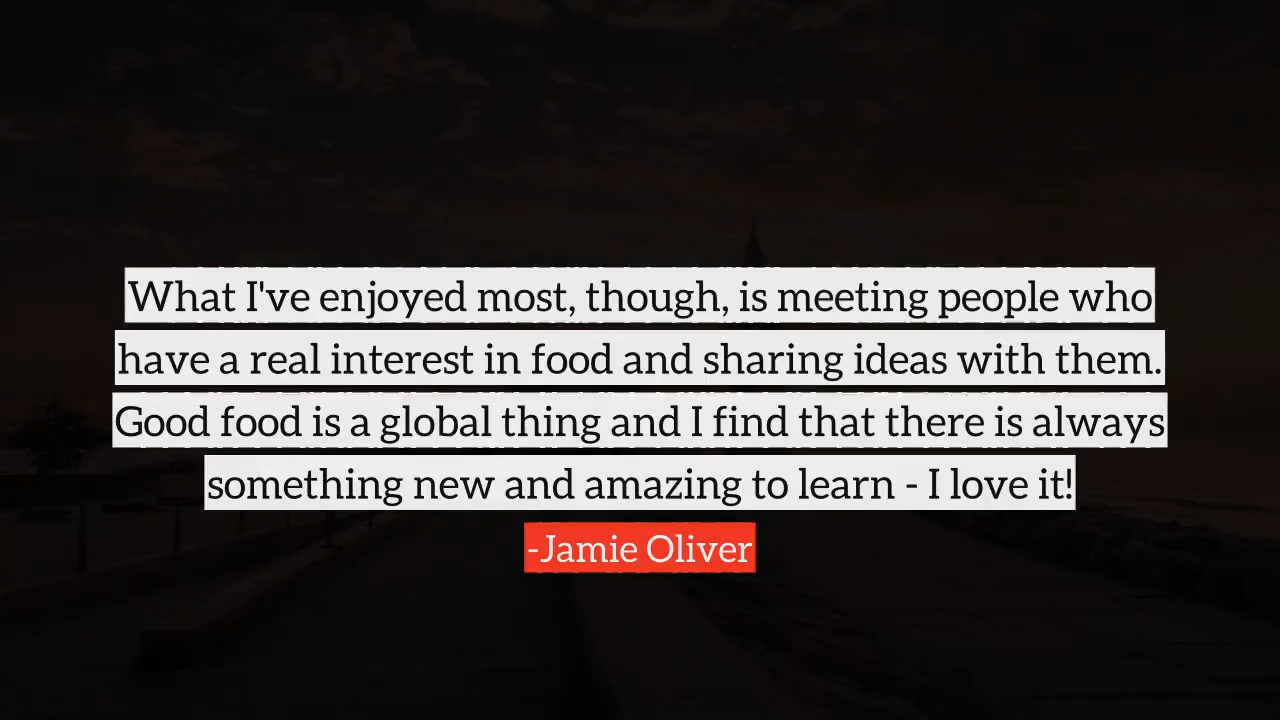 What I've enjoyed most, though, is meeting people who
have a real interest in food and sharing ideas with them.
Good food is a global thing and I find that there is always
something new and amazing to learn - I love it!
-Jamie Oliver